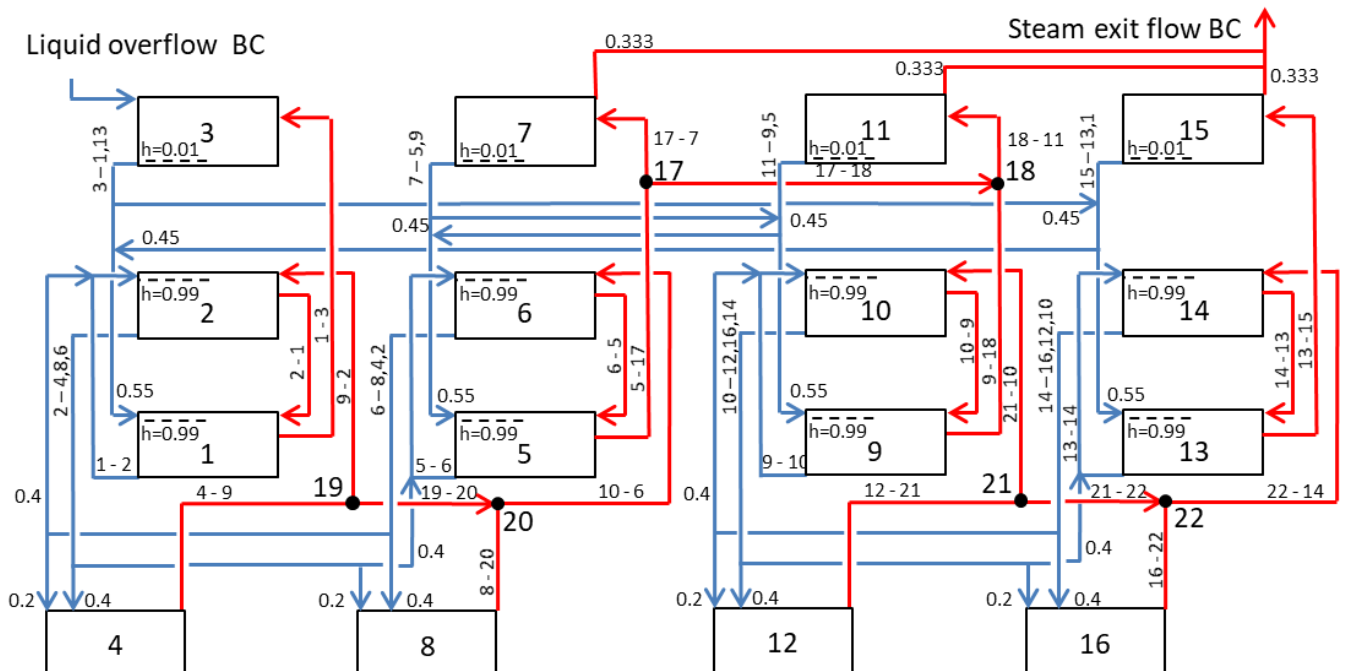 Liquid overflow BC
Steam exit flow BC
0.333
0.333
0.333
3
7
11
15
h=0.01
h=0.01
h=0.01
h=0.01
3 – 1,13
7 – 5,9
11 – 9,5
15 – 13,1
17 - 7
18 - 11
17
17 - 18
18
0.45
0.45
0.45
0.45
2
6
10
14
h=0.99
h=0.99
h=0.99
h=0.99
2 – 4,8,6
2 - 1
1 - 3
9 - 2
6 – 8,4,2
6 - 5
5 - 17
10 – 12,16,14
10 - 9
9 - 18
21 - 10
14 – 16,12,10
13 - 14
14 - 13
13 - 15
0.55
0.55
0.55
0.55
h=0.99
h=0.99
h=0.99
h=0.99
1
5
9
13
1 - 2
5 - 6
9 - 10
0.4
4 - 9
19
19 - 20
10 - 6
0.4
12 - 21
21
21 - 22
22 - 14
20
22
0.4
8 - 20
0.4
16 - 22
0.2
0.4
0.2
0.4
0.2
0.4
0.2
0.4
4
8
12
16